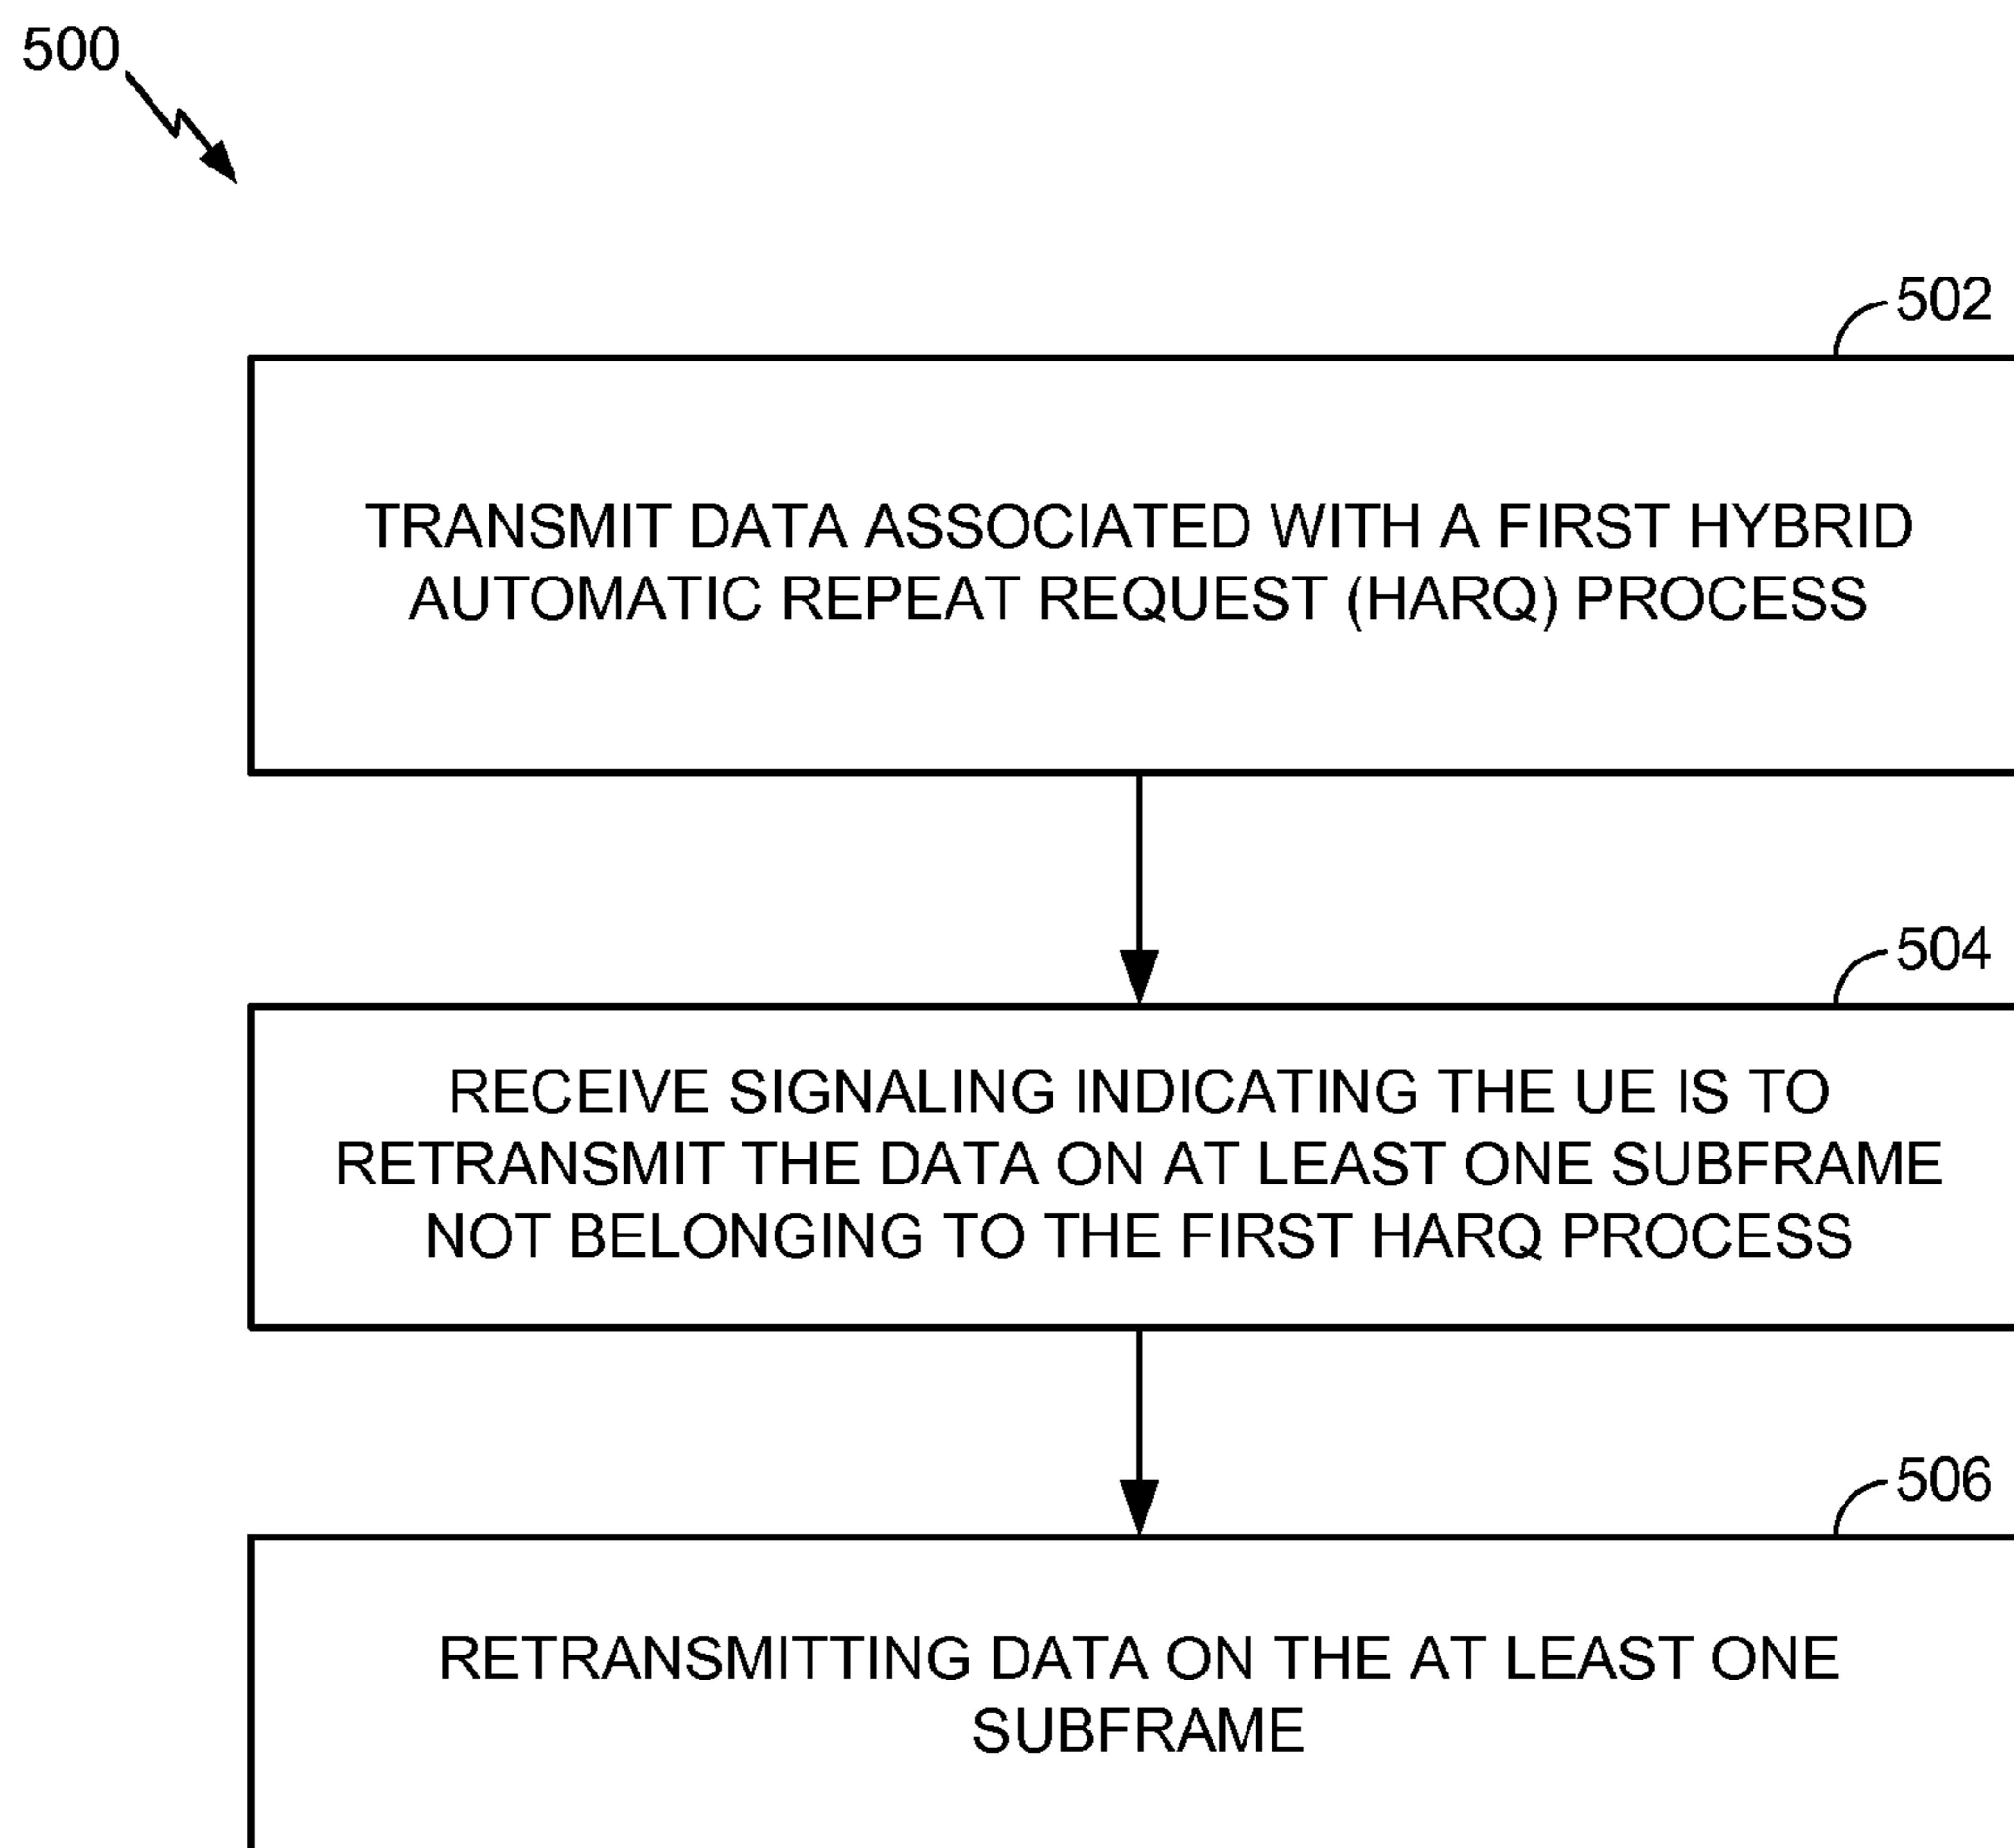 500
502
TRANSMIT DATA ASSOCIATED WITH A FIRST HYBRID
AUTOMATIC REPEAT REQUEST (HARQ) PROCESS
504
RECEIVE SIGNALING INDICATING THE UE IS TO
RETRANSMIT THE DATA ON AT LEAST ONE SUBFRAME
NOT BELONGING TO THE FIRST HARQ PROCESS
506
RETRANSMITTING DATA ON THE AT LEAST ONE
SUBFRAME